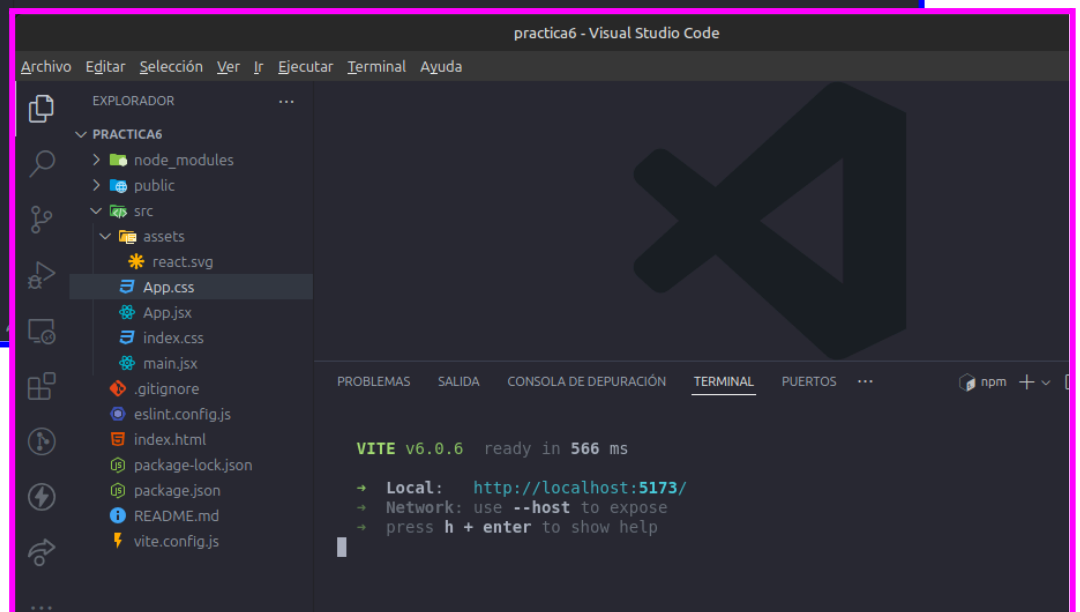 practica6 - Visual Studio Code
Archivo Editar Selección Ver Ir Ejecutar Terminal Ayuda
EXPLORADOR
PRACTICA6
node_modules
public
src
assets
react.svg
App.css
App.jsx
index.css
main.jsx
.gitignore
eslint.config.js
index.html
package-lock.json
package.json
README.md
vite.config.js
PROBLEMAS SALIDA CONSOLA DE DEPURACIÓN TERMINAL PUERTOS ··· npm
VITE v6.0.6 ready in 566 ms
➜ Local: http://localhost:5173/
➜ Network: use --host to expose
➜ press h + enter to show help